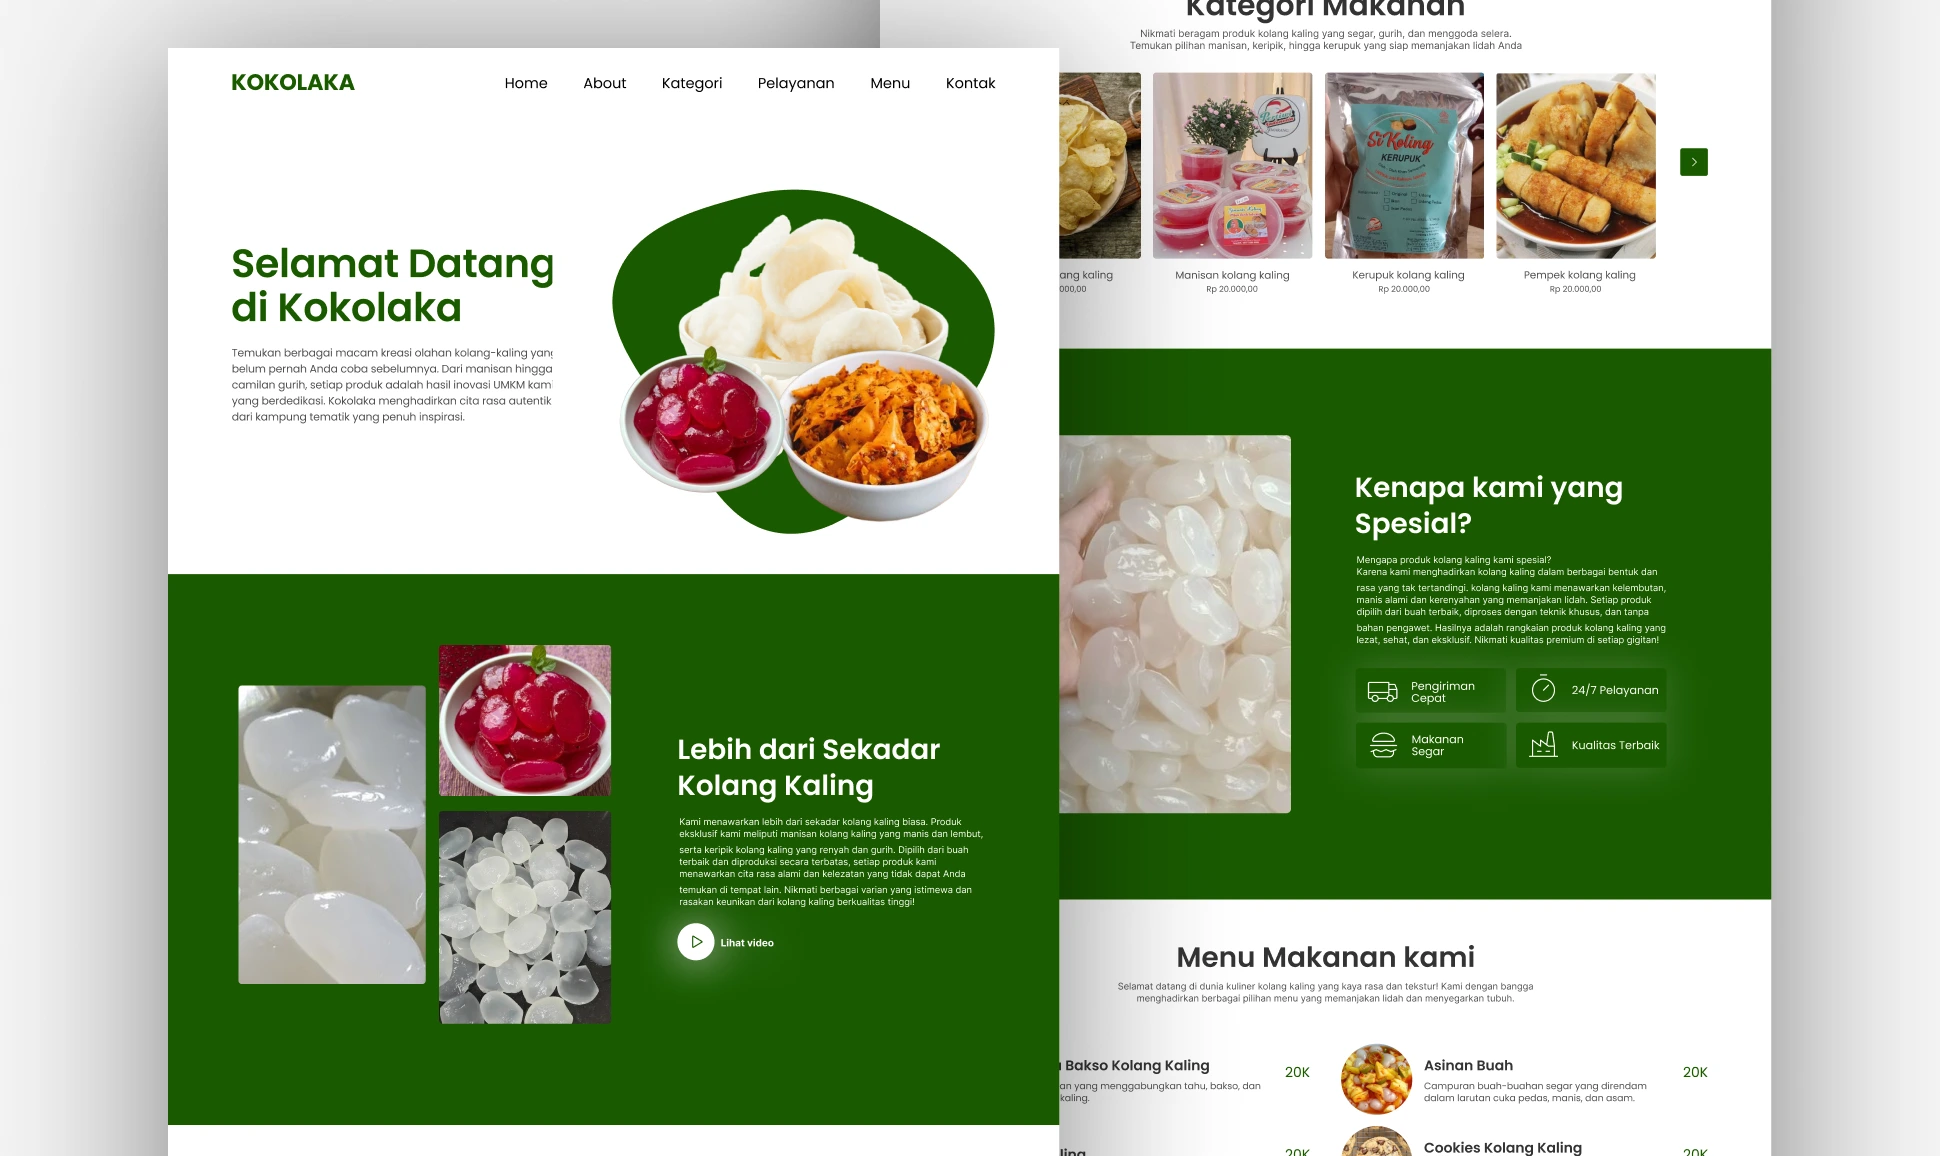 KOKOLAKA
Home
About
Kategori
Pelayanan
Menu
Kontak
Selamat Datang
di Kokolaka
Temukan berbagai macam kreasi olahan kolang-kaling yang
belum pernah Anda coba sebelumnya. Dari manisan hingga
camilan gurih, setiap produk adalah hasil inovasi UMKM kami
yang berdedikasi. Kokolaka menghadirkan cita rasa autentik
dari kampung tematik yang penuh inspirasi.
Lebih dari Sekadar
Kolang Kaling
Kami menawarkan lebih dari sekadar kolang kaling biasa. Produk
eksklusif kami meliputi manisan kolang kaling yang manis dan lembut,
serta keripik kolang kaling yang renyah dan gurih. Dipilih dari buah
terbaik dan diproduksi secara terbatas, setiap produk kami
menawarkan cita rasa alami dan kelezatan yang tidak dapat Anda
temukan di tempat lain. Nikmati berbagai varian yang istimewa dan
rasakan keunikan dari kolang kaling berkualitas tinggi!
Lihat video
Kategori Makanan
Nikmati beragam produk kolang kaling yang segar, gurih, dan menggoda selera.
Temukan pilihan manisan, keripik, hingga kerupuk yang siap memanjakan lidah Anda
Si Koling
KERUPUK
ang kaling
000,00
Manisan kolang kaling
Rp 20.000,00
Kerupuk kolang kaling
Rp 20.000,00
Pempek kolang kaling
Rp 20.000,00
Kenapa kami yang
Spesial?
Mengapa produk kolang kaling kami spesial?
Karena kami menghadirkan kolang kaling dalam berbagai bentuk dan
rasa yang tak tertandingi. kolang kaling kami menawarkan kelembutan,
manis alami dan kerenyahan yang memanjakan lidah. Setiap produk
dipilih dari buah terbaik, diproses dengan teknik khusus, dan tanpa
bahan pengawet. Hasilnya adalah rangkaian produk kolang kaling yang
lezat, sehat, dan eksklusif. Nikmati kualitas premium di setiap gigitan!
Pengiriman
Cepat
24/7 Pelayanan
Makanan
Segar
Kualitas Terbaik
Menu Makanan kami
Selamat datang di dunia kuliner kolang kaling yang kaya rasa dan tekstur! Kami dengan bangga
menghadirkan berbagai pilihan menu yang memanjakan lidah dan menyegarkan tubuh.
Bakso Kolang Kaling
20K
an yang menggabungkan tahu, bakso, dan
kaling.
Asinan Buah
20K
Campuran buah-buahan segar yang direndam
dalam larutan cuka pedas, manis, dan asam.
ling
20K
Cookies Kolang Kaling
20K